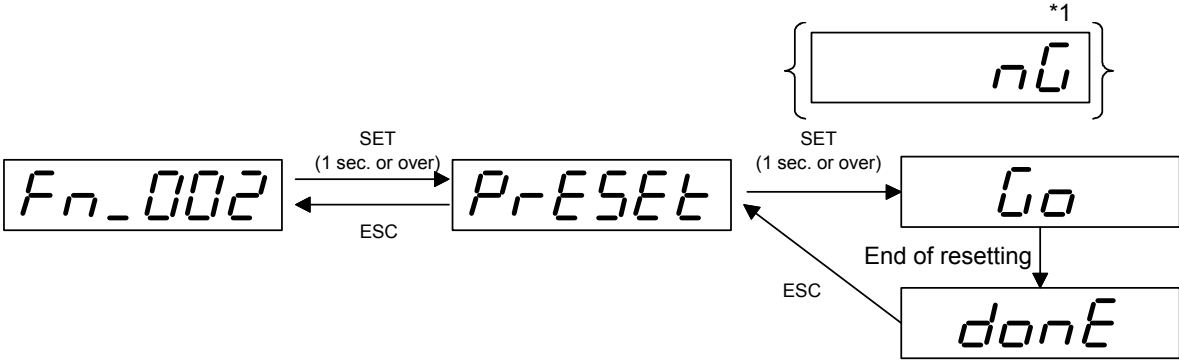 *1
nG
SET
(1 sec. or over)
SET
(1 sec. or over)
Fn_002
PrESEt
Go
ESC
End of resetting
ESC
donE